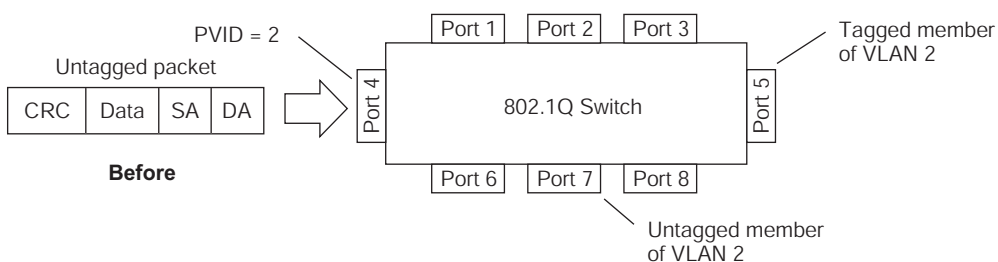 Port 1
Port 2
Port 3
Tagged member
of VLAN 2
PVID = 2
Untagged packet
CRC
Data
SA
DA
Port 4
802.1Q Switch
Port 5
Before
Port 6
Port 7
Port 8
Untagged member
of VLAN 2